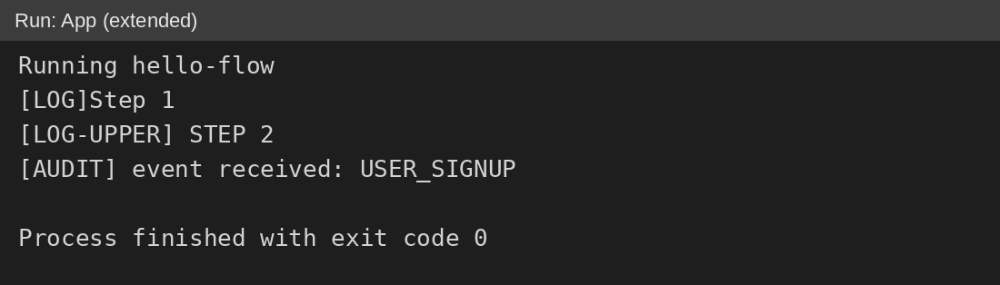 Run: App (extended)
Running hello-flow
[LOG]Step 1
[LOG-UPPER] STEP 2
[AUDIT] event received: USER_SIGNUP
Process finished with exit code 0